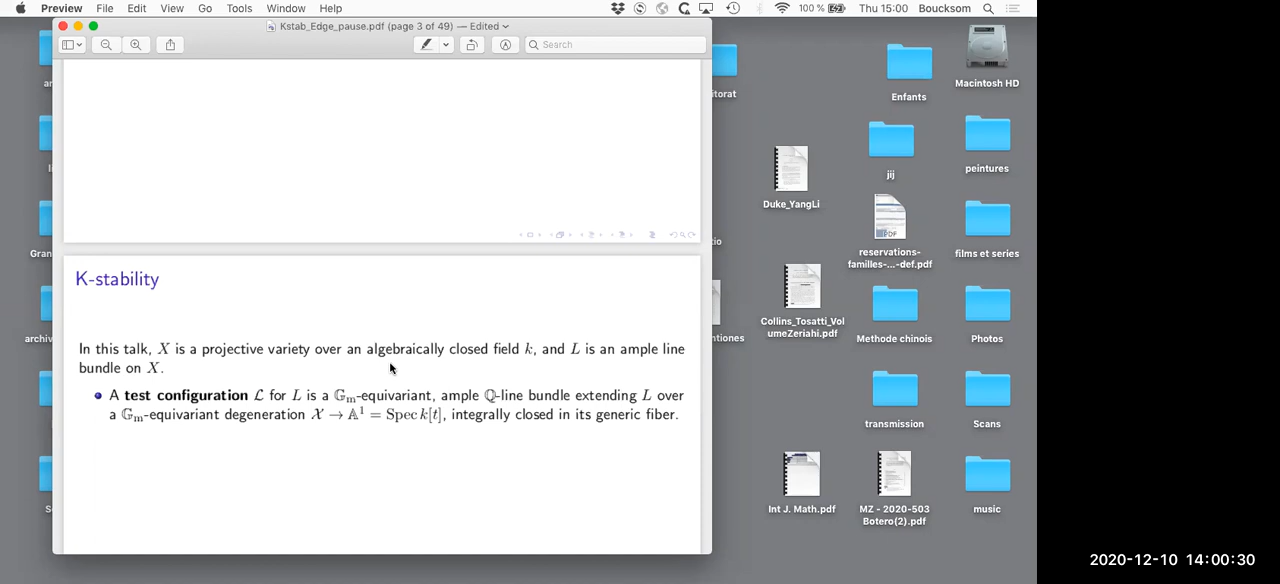 Preview File Edit View Go Tools Window Help 100 % Thu 15:00 Boucksom
Kstab_Edge_pause.pdf (page 3 of 49) — Edited
Search
K-stability
In this talk, X is a projective variety over an algebraically closed field k, and L is an ample line
bundle on X.
A test configuration ℒ for L is a 𝔾m-equivariant, ample ℚ-line bundle extending L over
a 𝔾m-equivariant degeneration 𝒳 → 𝔸¹ = Spec k[t], integrally closed in its generic fiber.
Enfants
Macintosh HD
jij
peintures
Duke_YangLi
PDF
reservations-
familles-...-def.pdf
films et series
Collins_Tosatti_Vol
umeZeriahi.pdf
Methode chinois
Photos
transmission
Scans
Int J. Math.pdf
MZ - 2020-503
Botero(2).pdf
music
2020-12-10 14:00:30